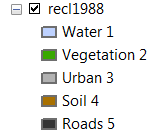 recl1988
Water 1
Vegetation 2
Urban 3
Soil 4
Roads 5